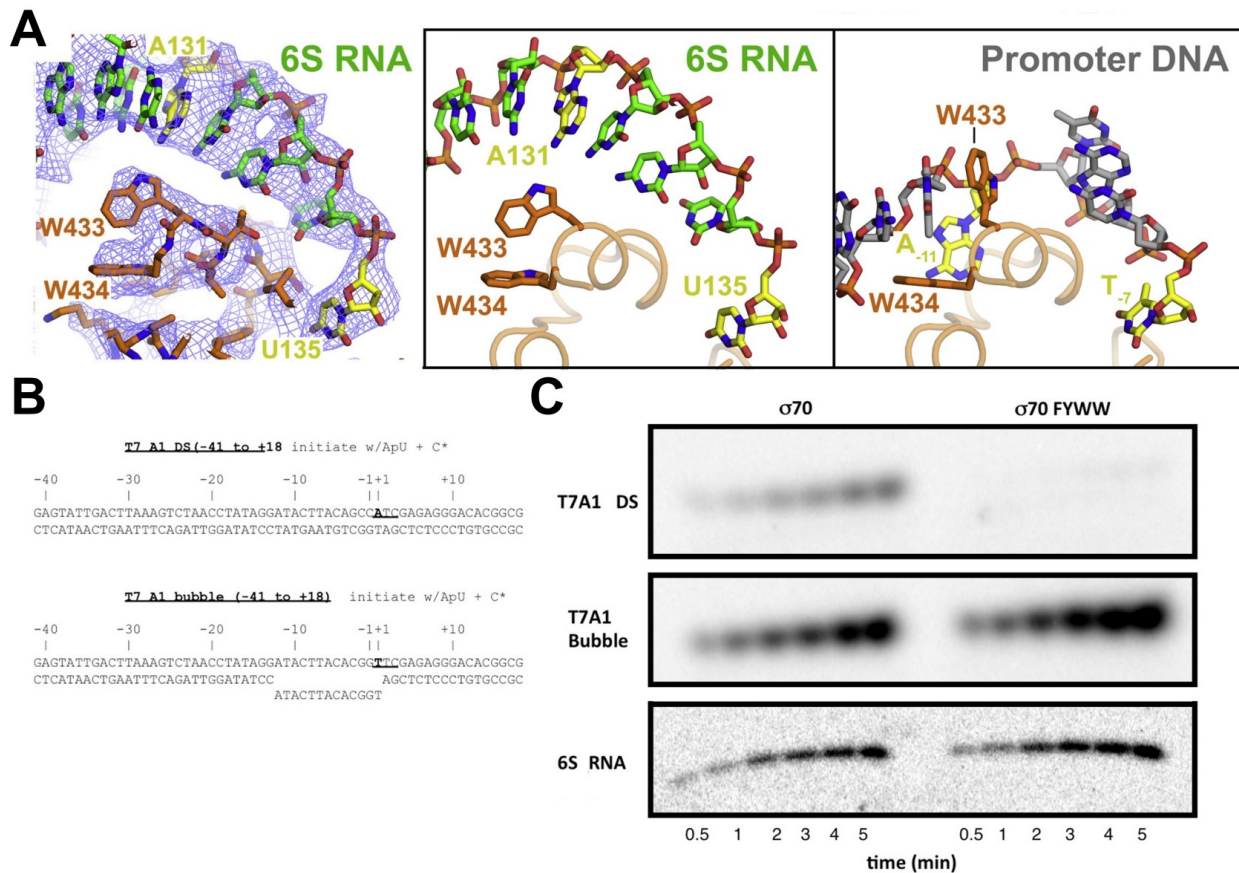 A
A131
6S RNA
W433
W434
U135
6S RNA
A131
W433
W434
U135
Promoter DNA
W433
A-11
W434
T-7
B
T7 A1 DS(-41 to +18 initiate w/ApU + C*
-40 -30 -20 -10 -1+1 +10
GAGTATTGACTTAAAGTCTAACCTATAGGATACTTACAGCCATCGAGAGGGACACGGCG
CTCATAACTGAATTTCAGATTGGATATCCTATGAATGTCGGTAGCTCTCCCTGTGCCGC
T7 A1 bubble (-41 to +18) initiate w/ApU + C*
-40 -30 -20 -10 -1+1 +10
GAGTATTGACTTAAAGTCTAACCTATAGGATACTTACACGGTTCGAGAGGGACACGGCG
CTCATAACTGAATTTCAGATTGGATATCC AGCTCTCCCTGTGCCGC
ATACTTACACGGT
C
σ70 σ70 FYWW
T7A1 DS
T7A1
Bubble
6S RNA
0.5 1 2 3 4 5 0.5 1 2 3 4 5
time (min)